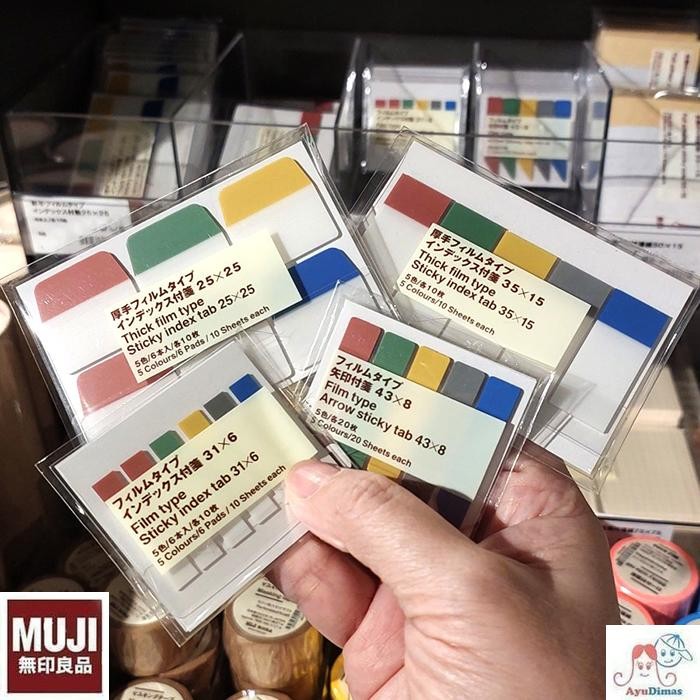 厚手フィルムタイプ
インデックス付箋 25×25
Thick film type
Sticky index tab 25×25
5色/6本入/各10枚
5 Colours/6 Pads / 10 Sheets each
厚手フィルムタイプ
インデックス付箋 35×15
Thick film type
Sticky index tab 35×15
5色/各10枚
5 Colours/10 Sheets each
フィルムタイプ
矢印付箋 43×8
Film type
Arrow sticky tab 43×8
5色/各20枚
5 Colours/20 Sheets each
フィルムタイプ
インデックス付箋 31×6
Film type
Sticky index tab 31×6
5色/6本入/各10枚
5 Colours/6 Pads / 10 Sheets each
MUJI
無印良品
AyuDimas